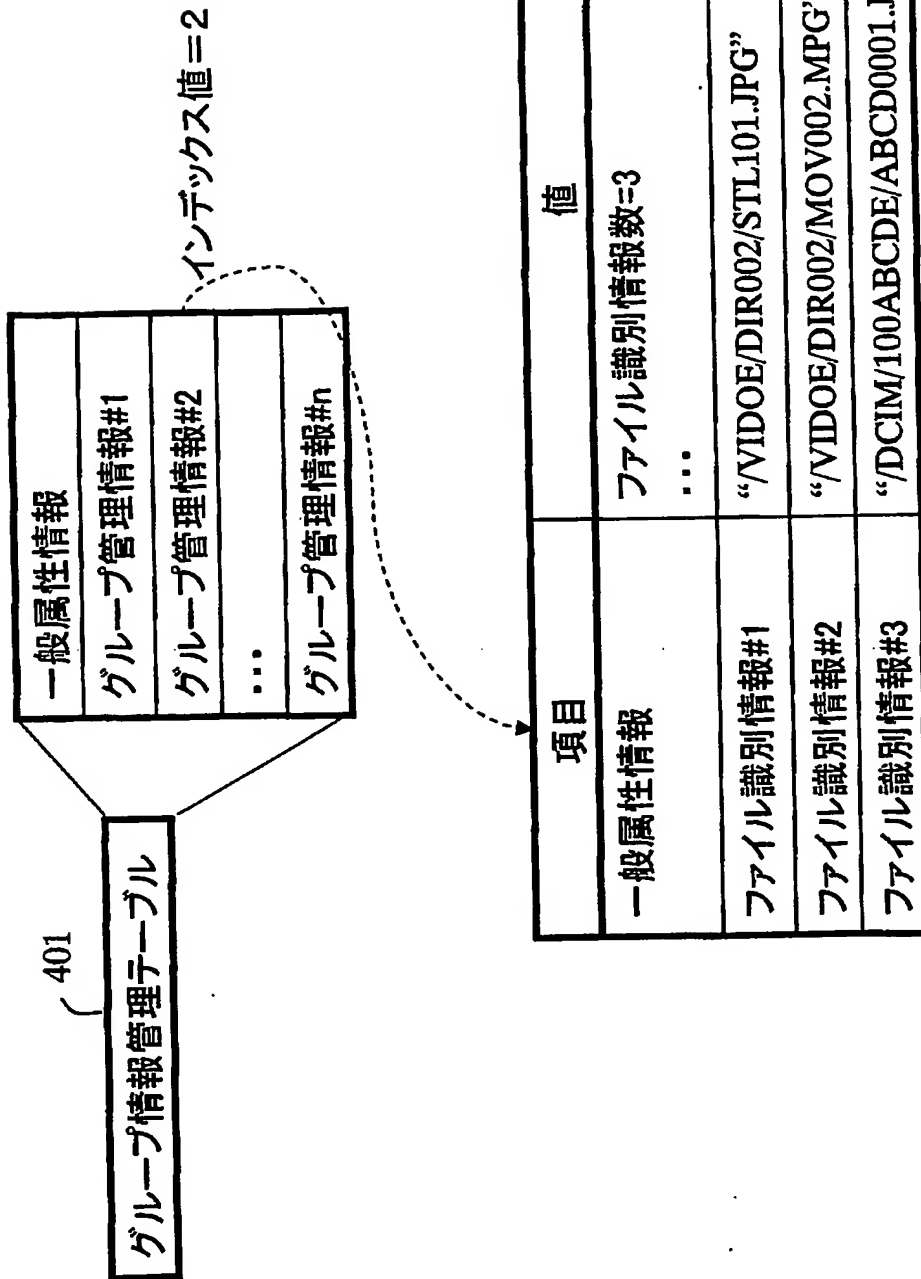 401
グループ情報管理テーブル
一般属性情報
グループ管理情報#1
グループ管理情報#2
...
グループ管理情報#n
インデックス値=2
項目 値
一般属性情報 ファイル識別情報数=3
...
ファイル識別情報#1 “/VIDOE/DIR002/STL101.JPG”
ファイル識別情報#2 “/VIDOE/DIR002/MOV002.MPG”
ファイル識別情報#3 “/DCIM/100ABCDE/ABCD0001.J